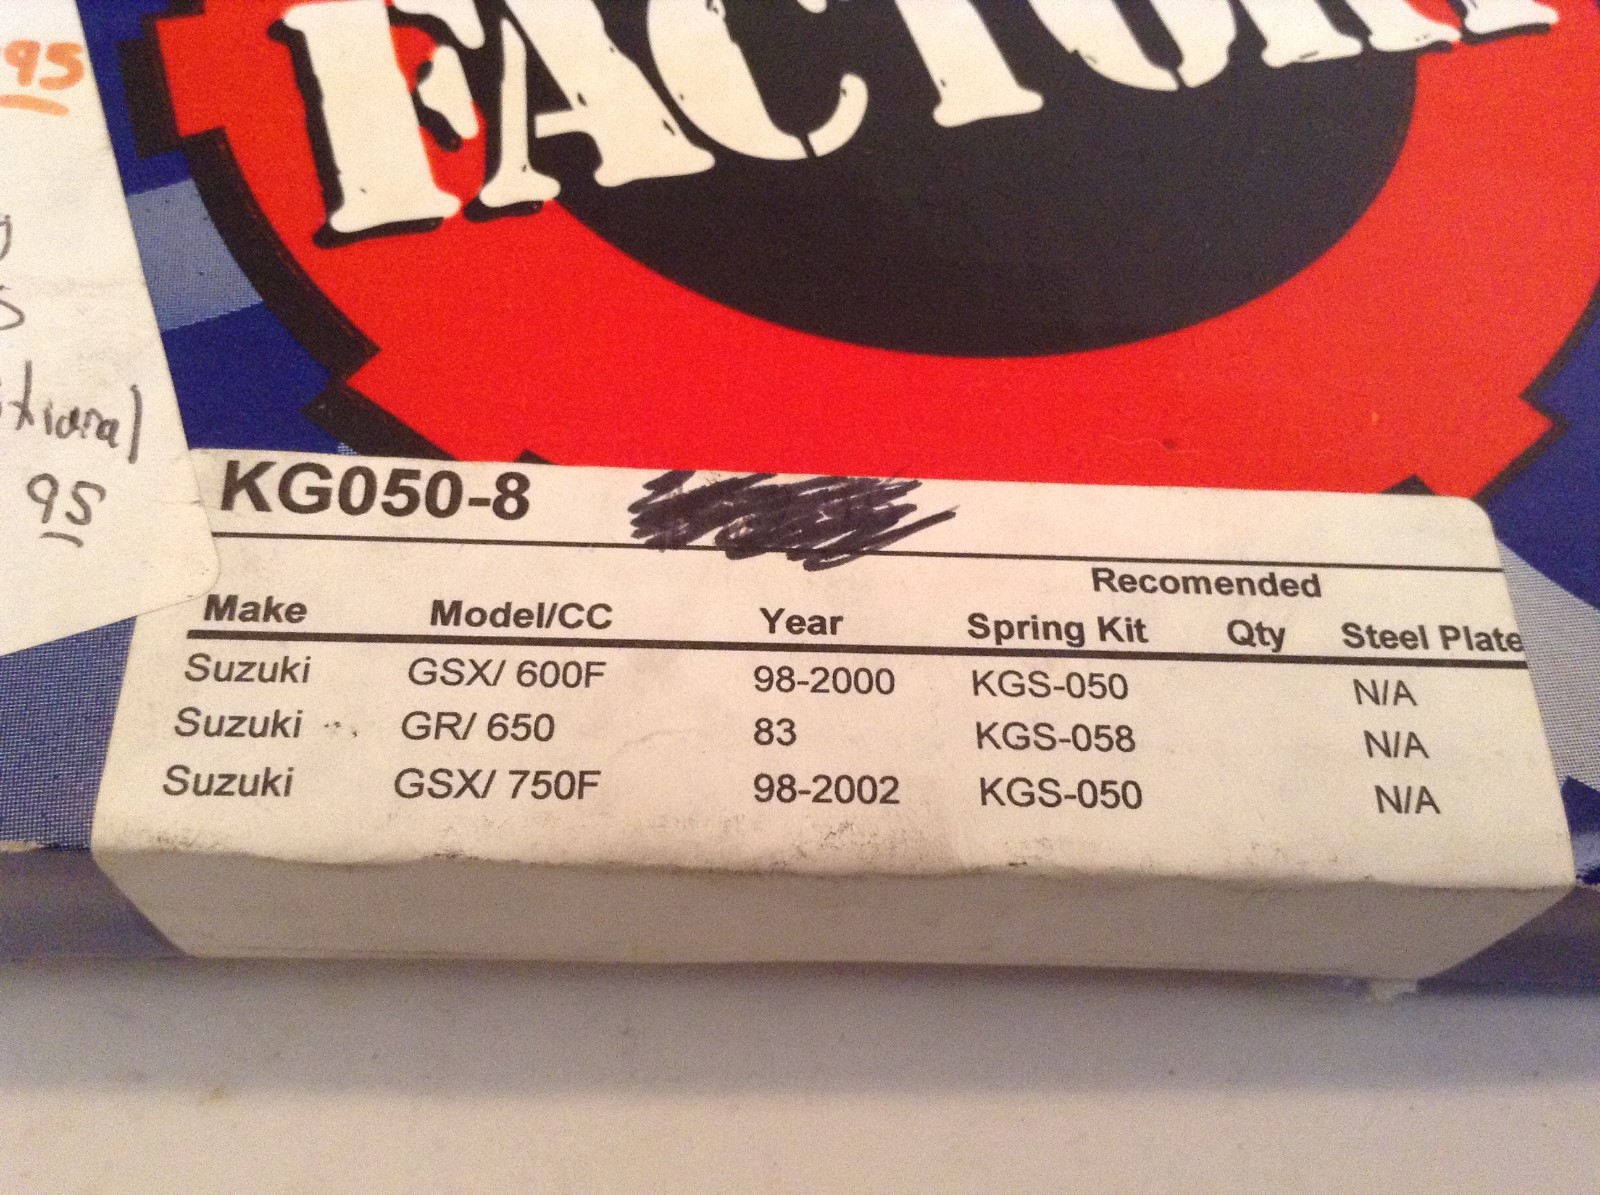 FACTORY
95
95
KG050-8
Recomended
Make Model/CC Year Spring Kit Qty Steel Plate
Suzuki GSX/ 600F 98-2000 KGS-050 N/A
Suzuki GR/ 650 83 KGS-058 N/A
Suzuki GSX/ 750F 98-2002 KGS-050 N/A